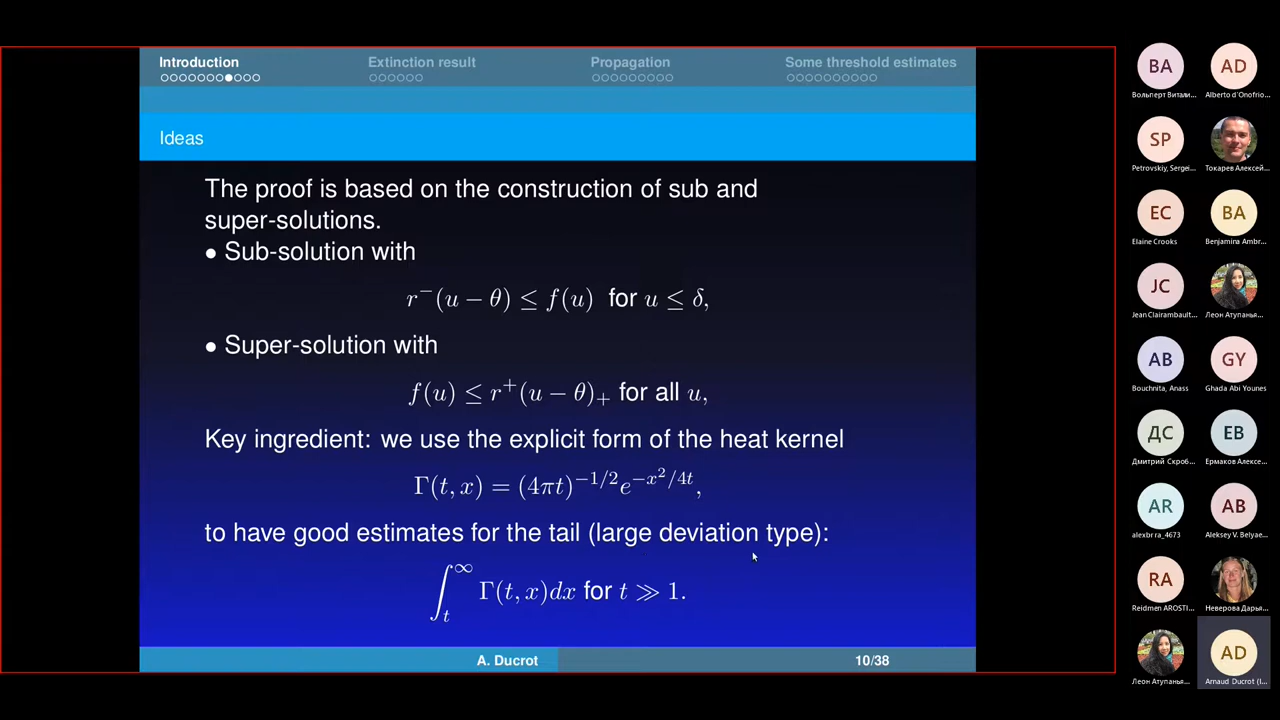 Introduction
Extinction result
Propagation
Some threshold estimates
Ideas
The proof is based on the construction of sub and
super-solutions.
• Sub-solution with
r⁻(u − θ) ≤ f(u) for u ≤ δ,
• Super-solution with
f(u) ≤ r⁺(u − θ)₊ for all u,
Key ingredient: we use the explicit form of the heat kernel
Γ(t, x) = (4πt)^{−1/2} e^{−x²/4t},
to have good estimates for the tail (large deviation type):
∫_t^∞ Γ(t, x)dx for t ≫ 1.
A. Ducrot
10/38
BA
Вольперт Витали...
AD
Alberto d'Onofrio...
SP
Petrovskiy, Sergei...
Токарев Алексей...
EC
Elaine Crooks
BA
Benjamina Ambr...
JC
Jean Clairambault...
Леон Атупанья...
AB
Bouchnita, Anass
GY
Ghada Abi Younes
ДС
Дмитрий Скроб...
ЕВ
Ермаков Алексе...
AR
alexbr ra_4673
AB
Aleksey V. Belyae...
RA
Reidmen AROSTI...
Неверова Дарья...
Леон Атупанья...
AD
Arnaud Ducrot (I...